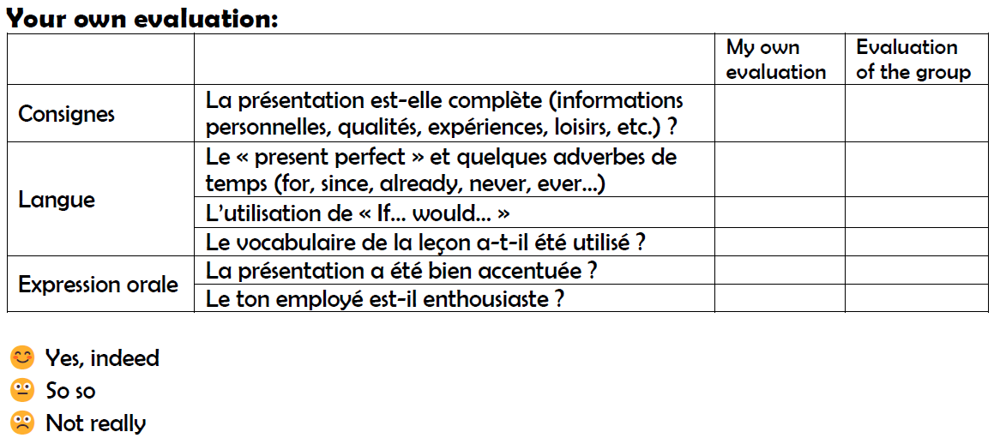 Your own evaluation:
My own
evaluation
Evaluation
of the group
Consignes
La présentation est-elle complète (informations
personnelles, qualités, expériences, loisirs, etc.) ?
Langue
Le « present perfect » et quelques adverbes de
temps (for, since, already, never, ever…)
L’utilisation de « If… would… »
Le vocabulaire de la leçon a-t-il été utilisé ?
Expression orale
La présentation a été bien accentuée ?
Le ton employé est-il enthousiaste ?
Yes, indeed
So so
Not really